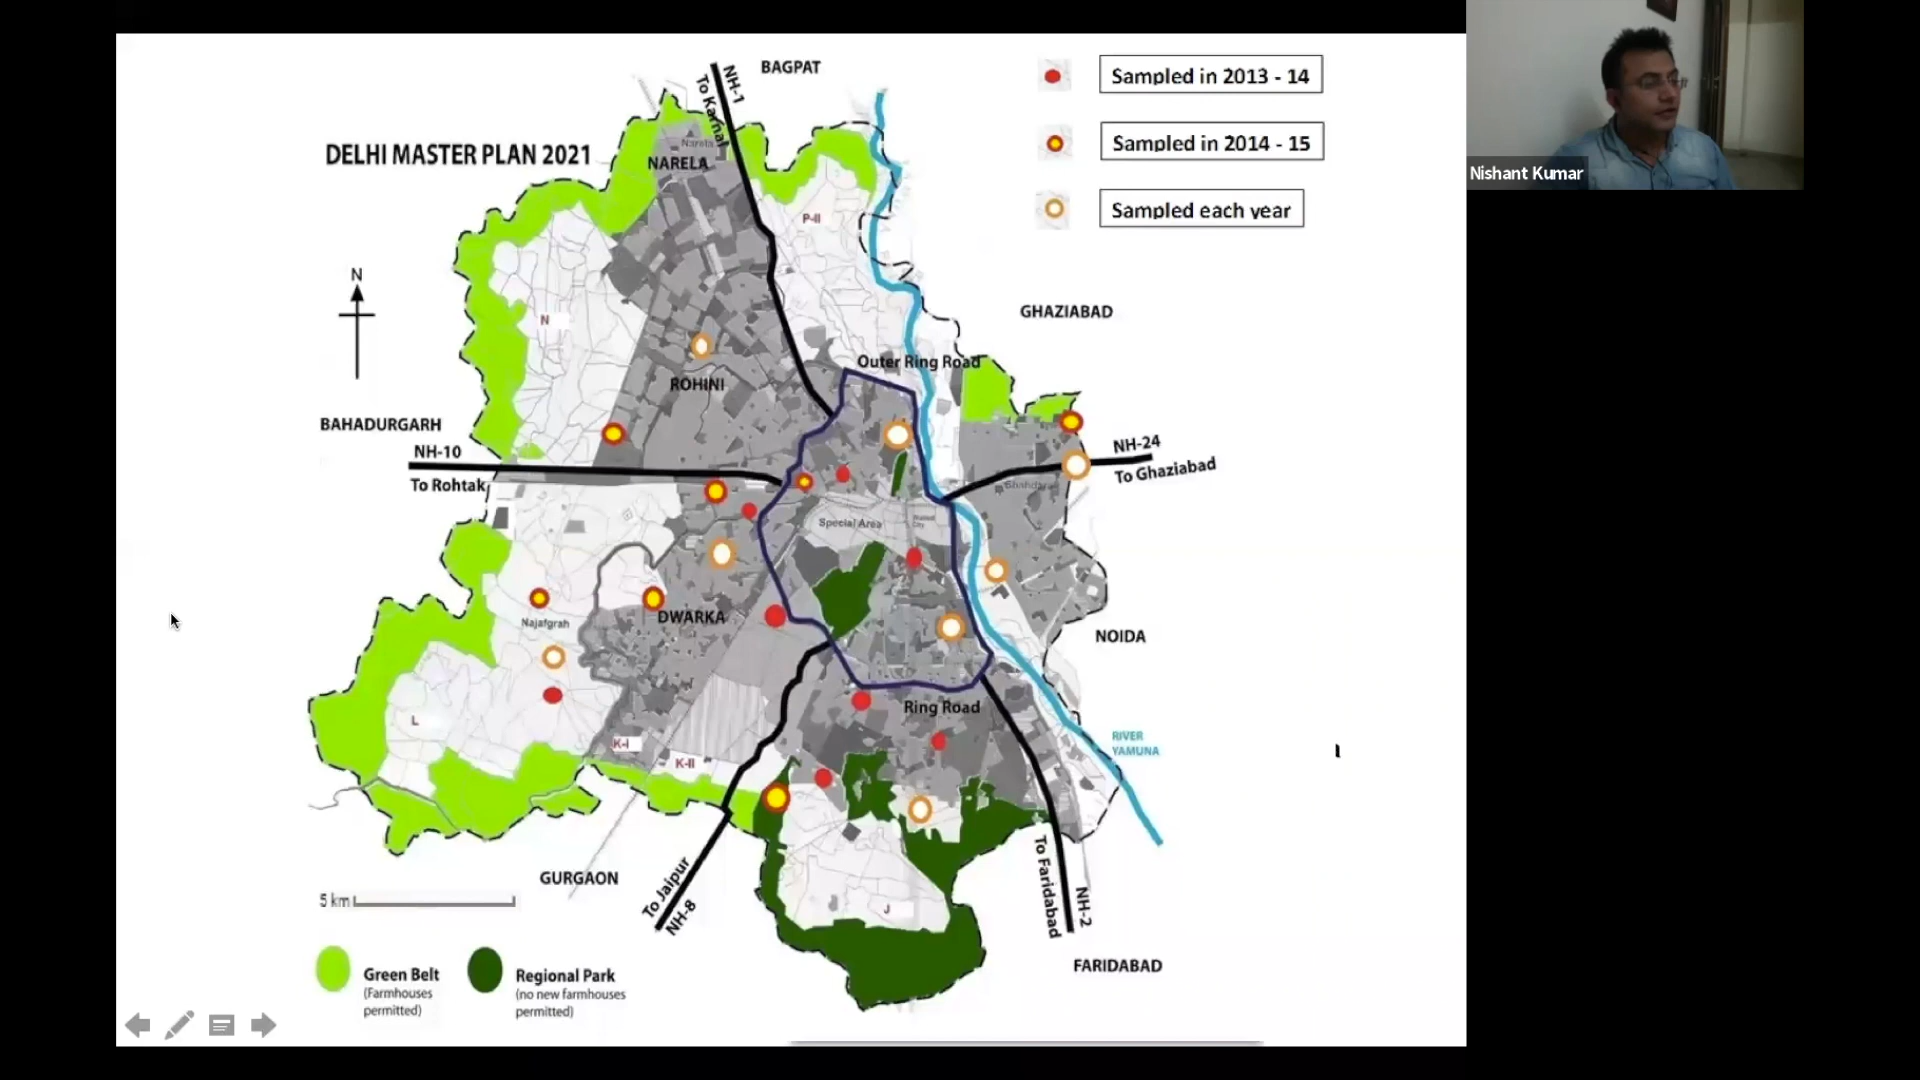 BAGPAT
Sampled in 2013 - 14
NH-1
To Karnal
DELHI MASTER PLAN 2021
Sampled in 2014 - 15
Narela
NARELA
Nishant Kumar
Sampled each year
P-II
N
GHAZIABAD
N
Outer Ring Road
ROHINI
BAHADURGARH
NH-10
To Rohtak
NH-24
To Ghaziabad
Shahdara
Special Area
Walled
City
DWARKA
Najafgrah
NOIDA
L
Ring Road
K-I
K-II
RIVER
YAMUNA
GURGAON
To Jaipur
NH-8
To Faridabad
NH-2
J
5 km
FARIDABAD
Green Belt
(Farmhouses
permitted)
Regional Park
(no new farmhouses
permitted)